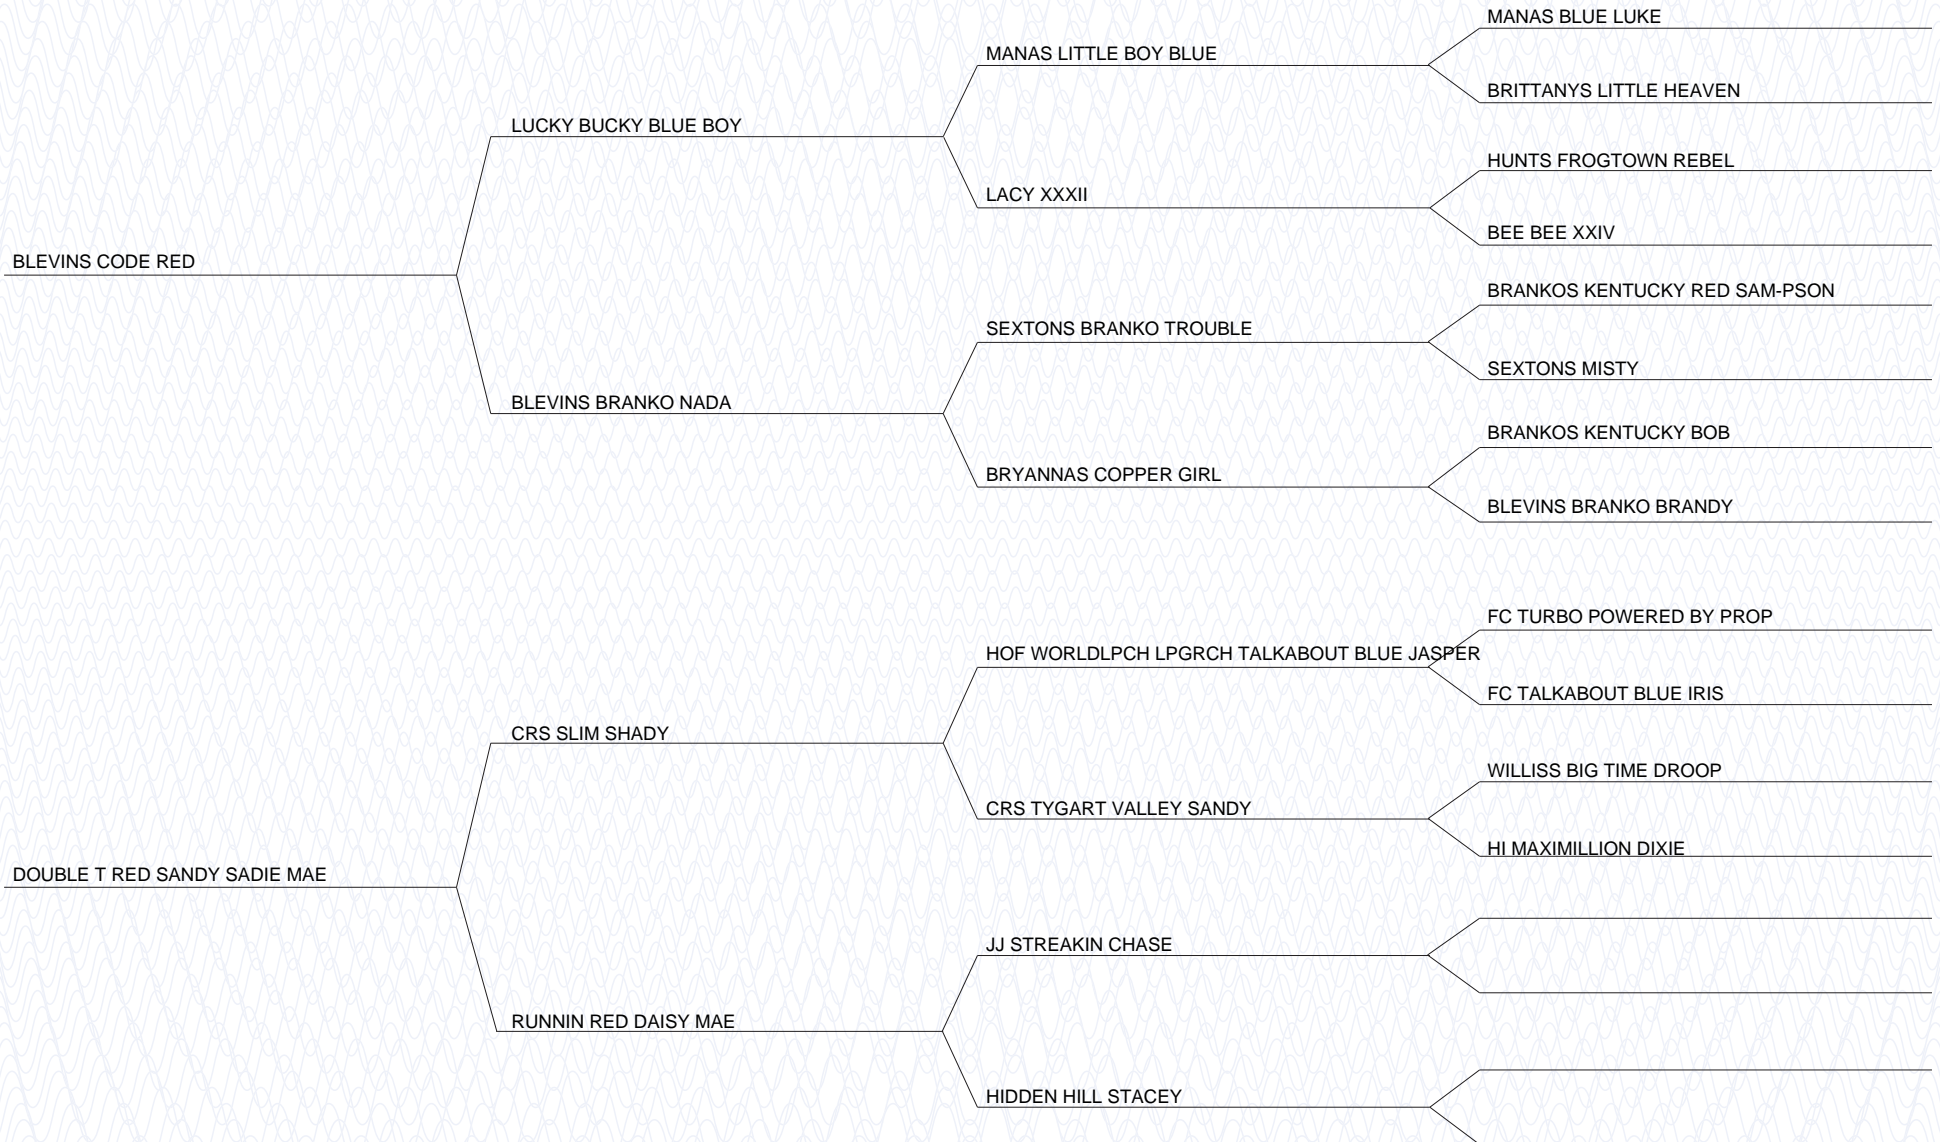 MANAS BLUE LUKE
MANAS LITTLE BOY BLUE
BRITTANYS LITTLE HEAVEN
LUCKY BUCKY BLUE BOY
HUNTS FROGTOWN REBEL
LACY XXXII
BEE BEE XXIV
BLEVINS CODE RED
BRANKOS KENTUCKY RED SAM-PSON
SEXTONS BRANKO TROUBLE
SEXTONS MISTY
BLEVINS BRANKO NADA
BRANKOS KENTUCKY BOB
BRYANNAS COPPER GIRL
BLEVINS BRANKO BRANDY
FC TURBO POWERED BY PROP
HOF WORLDLPCH LPGRCH TALKABOUT BLUE JASPER
FC TALKABOUT BLUE IRIS
CRS SLIM SHADY
WILLISS BIG TIME DROOP
CRS TYGART VALLEY SANDY
HI MAXIMILLION DIXIE
DOUBLE T RED SANDY SADIE MAE
JJ STREAKIN CHASE
RUNNIN RED DAISY MAE
HIDDEN HILL STACEY